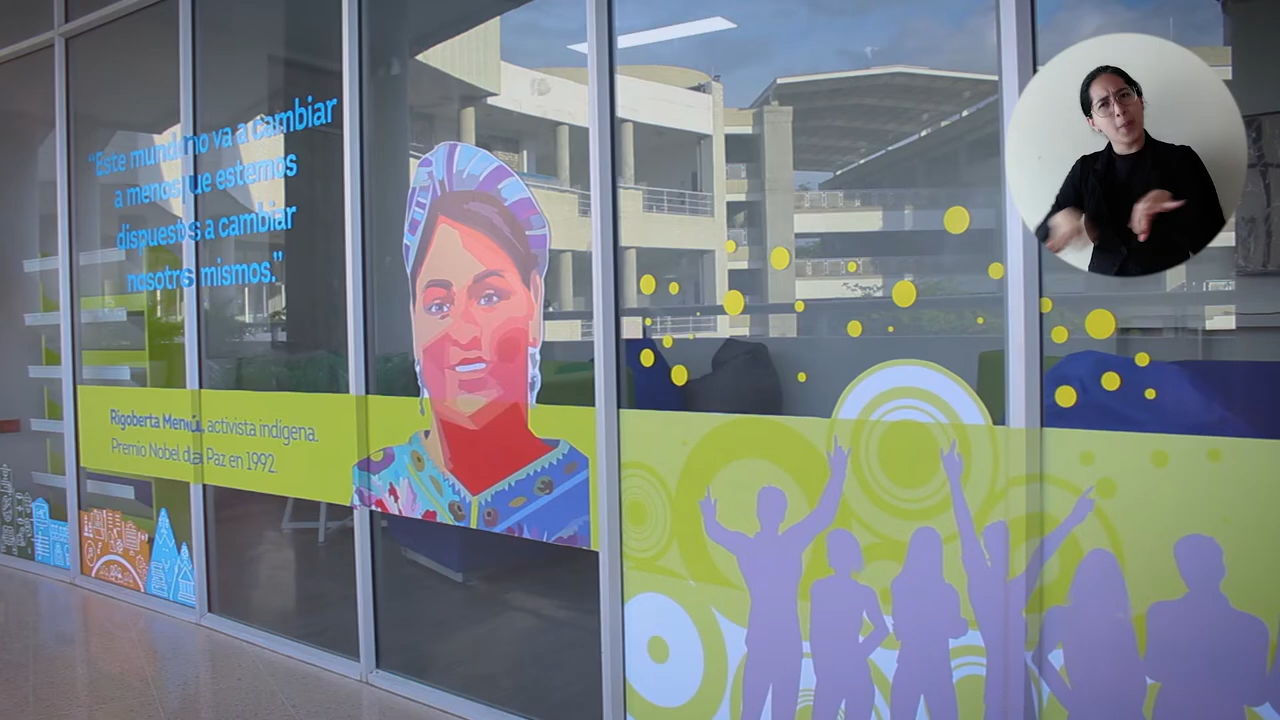 “Este mundo no va a cambiar
a menos que estemos
dispuestos a cambiar
nosotros mismos.”
Rigoberta Menú, activista indígena.
Premio Nobel de la Paz en 1992.